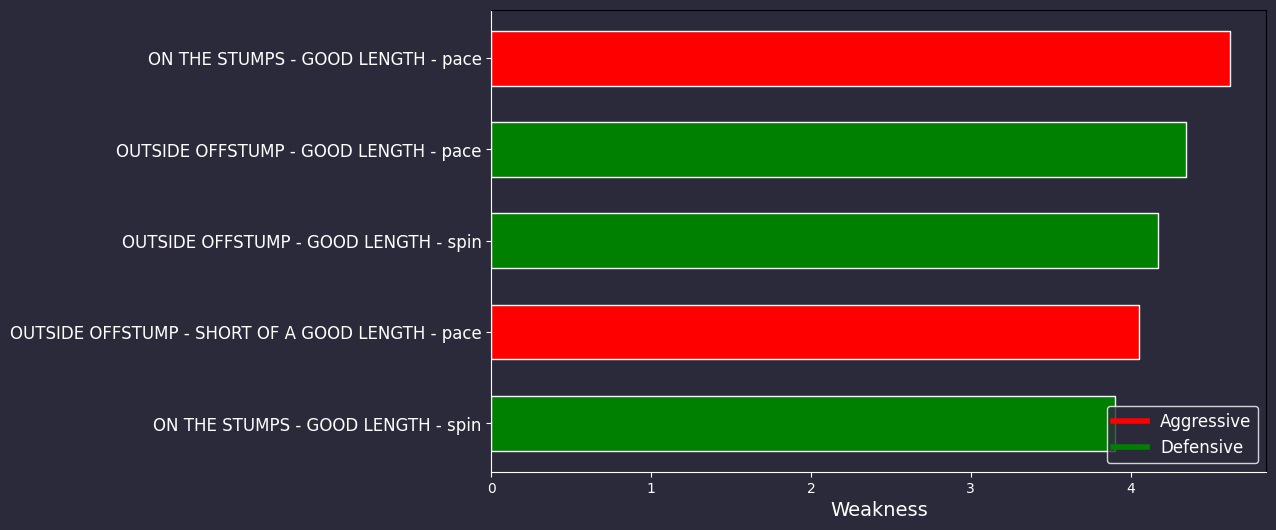 ON THE STUMPS - GOOD LENGTH - pace
OUTSIDE OFFSTUMP - GOOD LENGTH - pace
OUTSIDE OFFSTUMP - GOOD LENGTH - spin
OUTSIDE OFFSTUMP - SHORT OF A GOOD LENGTH - pace
ON THE STUMPS - GOOD LENGTH - spin
Aggressive
Defensive
0 1 2 3 4
Weakness